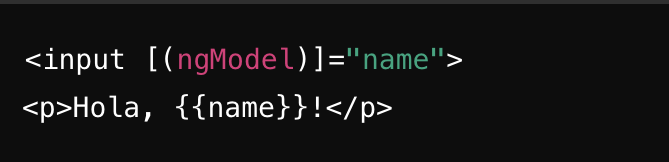 <input [(ngModel)]="name">
<p>Hola, {{name}}!</p>